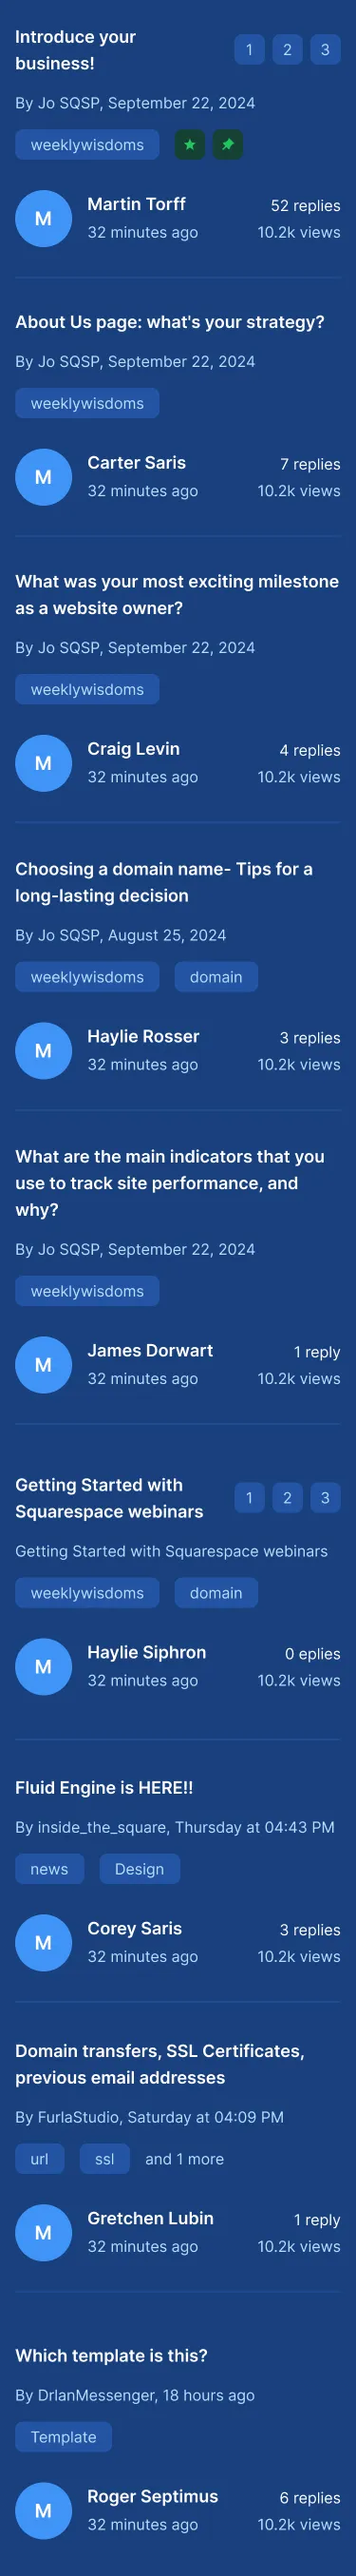 Introduce your
business!
1 2 3
By Jo SQSP, September 22, 2024
weeklywisdoms
M
Martin Torff
52 replies
32 minutes ago
10.2k views
About Us page: what's your strategy?
By Jo SQSP, September 22, 2024
weeklywisdoms
M
Carter Saris
7 replies
32 minutes ago
10.2k views
What was your most exciting milestone
as a website owner?
By Jo SQSP, September 22, 2024
weeklywisdoms
M
Craig Levin
4 replies
32 minutes ago
10.2k views
Choosing a domain name- Tips for a
long-lasting decision
By Jo SQSP, August 25, 2024
weeklywisdoms domain
M
Haylie Rosser
3 replies
32 minutes ago
10.2k views
What are the main indicators that you
use to track site performance, and
why?
By Jo SQSP, September 22, 2024
weeklywisdoms
M
James Dorwart
1 reply
32 minutes ago
10.2k views
Getting Started with
Squarespace webinars
1 2 3
Getting Started with Squarespace webinars
weeklywisdoms domain
M
Haylie Siphron
0 eplies
32 minutes ago
10.2k views
Fluid Engine is HERE!!
By inside_the_square, Thursday at 04:43 PM
news Design
M
Corey Saris
3 replies
32 minutes ago
10.2k views
Domain transfers, SSL Certificates,
previous email addresses
By FurlaStudio, Saturday at 04:09 PM
url ssl and 1 more
M
Gretchen Lubin
1 reply
32 minutes ago
10.2k views
Which template is this?
By DrIanMessenger, 18 hours ago
Template
M
Roger Septimus
6 replies
32 minutes ago
10.2k views